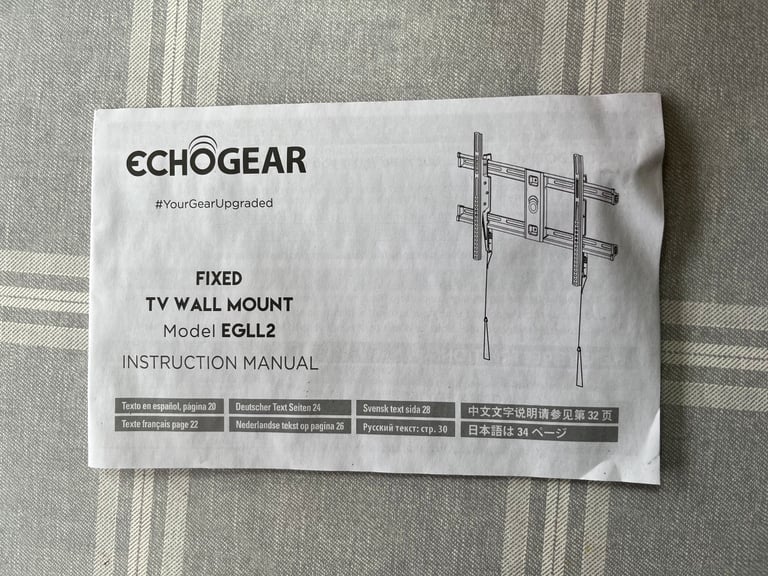 ECHOGEAR
#YourGearUpgraded
FIXED
TV WALL MOUNT
Model EGLL2
INSTRUCTION MANUAL
Texto en español, página 20
Deutscher Text Seiten 24
Svensk text sida 28
中文文字说明请参见第 32 页
Texte français page 22
Nederlandse tekst op pagina 26
Русский текст: стр. 30
日本語は 34 ページ